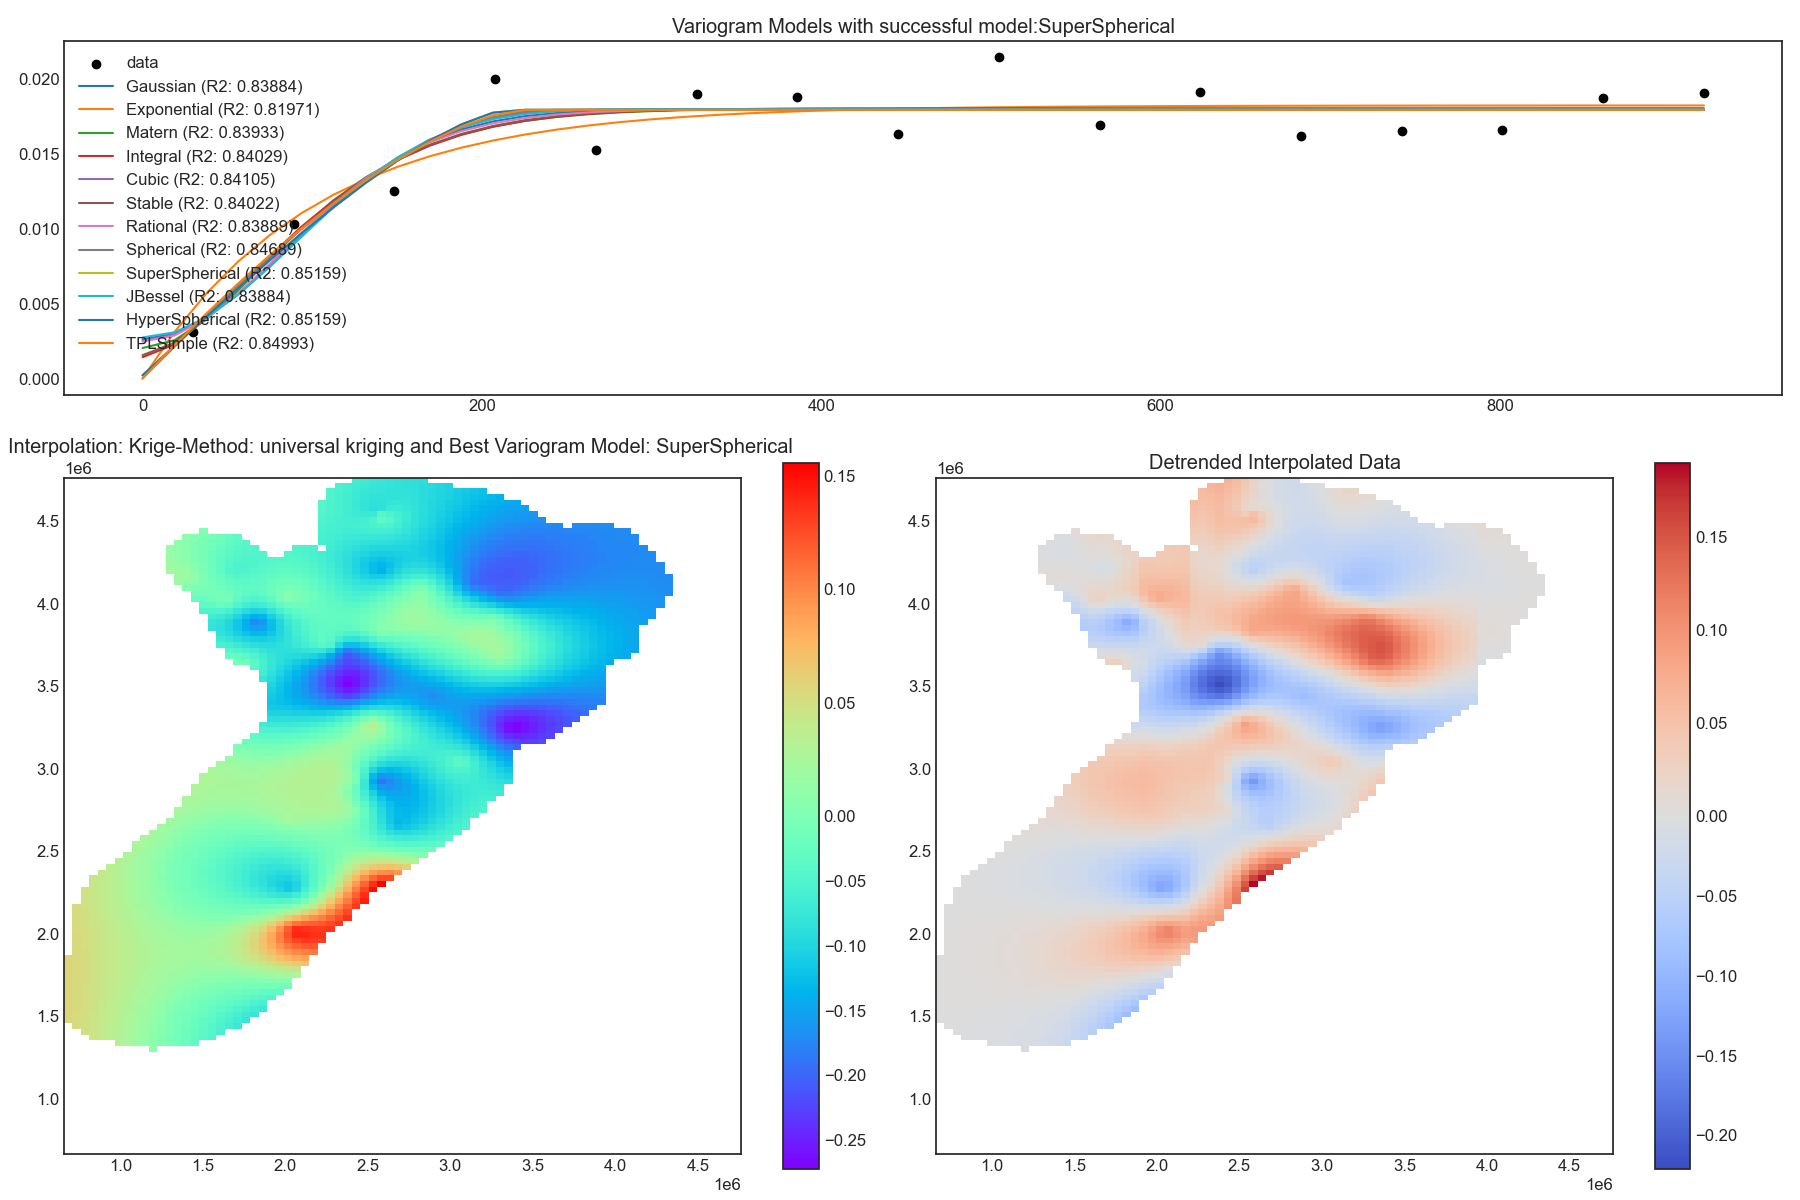 Variogram Models with successful model:SuperSpherical
data
Gaussian (R2: 0.83884)
Exponential (R2: 0.81971)
Matern (R2: 0.83933)
Integral (R2: 0.84029)
Cubic (R2: 0.84105)
Stable (R2: 0.84022)
Rational (R2: 0.83889)
Spherical (R2: 0.84689)
SuperSpherical (R2: 0.85159)
JBessel (R2: 0.83884)
HyperSpherical (R2: 0.85159)
TPLSimple (R2: 0.84993)
0.020
0.015
0.010
0.005
0.000
0 200 400 600 800
Interpolation: Krige-Method: universal kriging and Best Variogram Model: SuperSpherical
1e6
4.5
4.0
3.5
3.0
2.5
2.0
1.5
1.0
1.0 1.5 2.0 2.5 3.0 3.5 4.0 4.5
1e6
0.15
0.10
0.05
0.00
−0.05
−0.10
−0.15
−0.20
−0.25
Detrended Interpolated Data
1e6
4.5
4.0
3.5
3.0
2.5
2.0
1.5
1.0
1.0 1.5 2.0 2.5 3.0 3.5 4.0 4.5
1e6
0.15
0.10
0.05
0.00
−0.05
−0.10
−0.15
−0.20